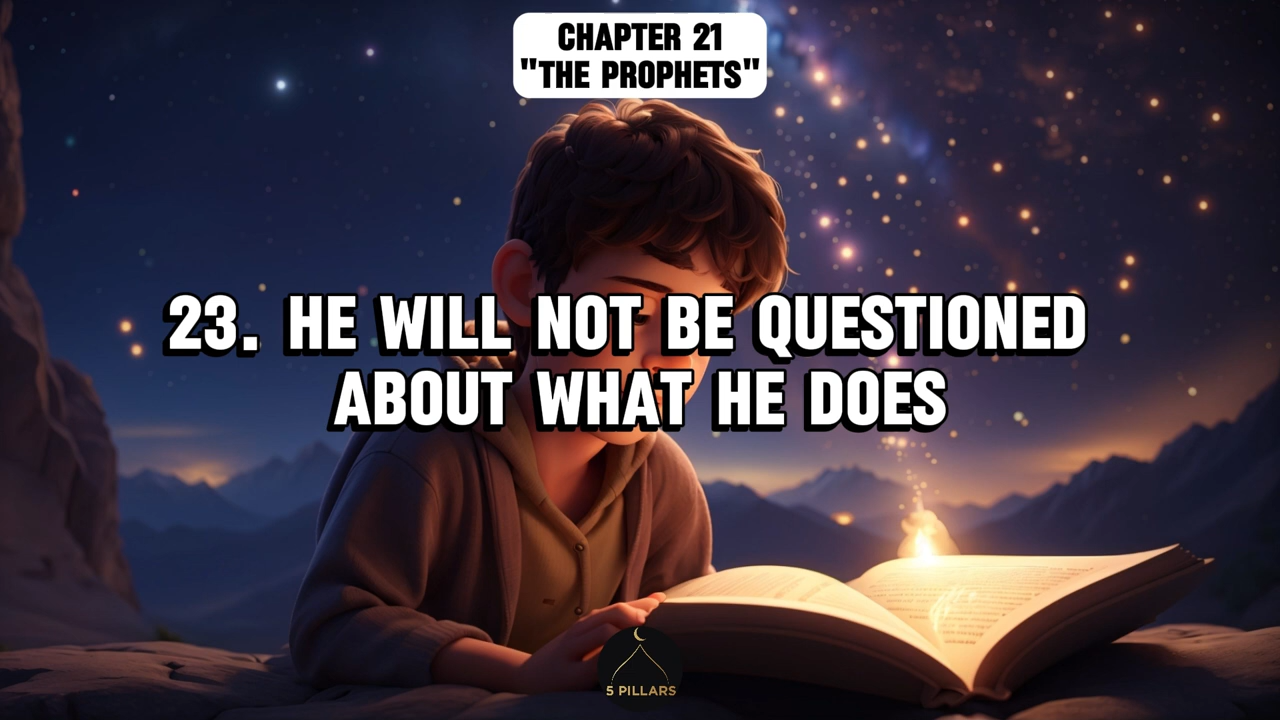 CHAPTER 21
"THE PROPHETS"
23. HE WILL NOT BE QUESTIONED
ABOUT WHAT HE DOES
5 PILLARS